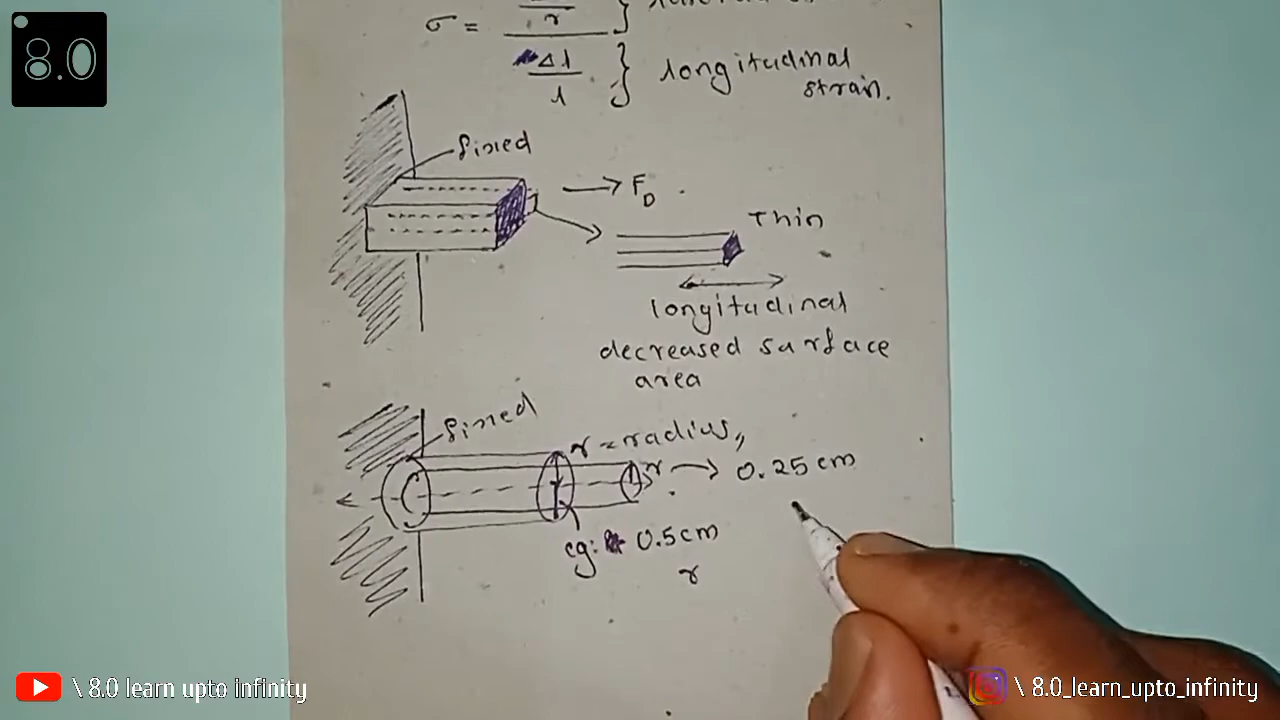 8.0
σ =
r
Δl
l
longitudinal
strain.
fixed
F_D
Thin
longitudinal
decreased surface
area
fixed
r = radius,,
r → 0.25 cm
eg: 0.5 cm
r
\ 8.0 learn upto infinity
\ 8.0_learn_upto_infinity